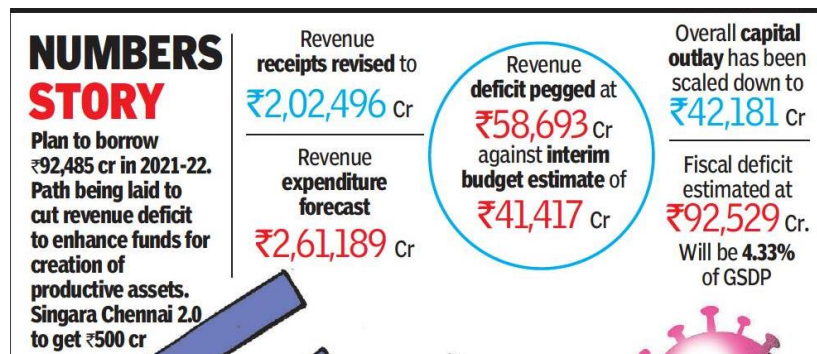 NUMBERS
STORY
Plan to borrow
₹92,485 cr in 2021-22.
Path being laid to
cut revenue deficit
to enhance funds for
creation of
productive assets.
Singara Chennai 2.0
to get ₹500 cr
Revenue
receipts revised to
₹2,02,496 Cr
Revenue
expenditure
forecast
₹2,61,189 Cr
Revenue
deficit pegged at
₹58,693 Cr
against interim
budget estimate of
₹41,417 Cr
Overall capital
outlay has been
scaled down to
₹42,181 Cr
Fiscal deficit
estimated at
₹92,529 Cr.
Will be 4.33%
of GSDP